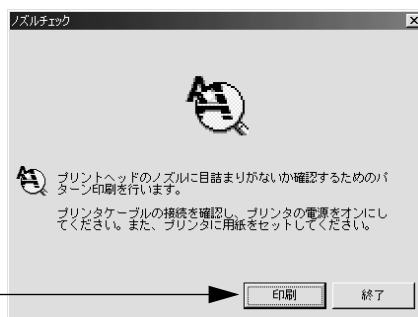 ノズルチェック
プリントヘッドのノズルに目詰まりがないか確認するためのパ
ターン印刷を行います。
プリンタケーブルの接続を確認し、プリンタの電源をオンにし
てください。また、プリンタに用紙をセットしてください。
印刷
終了